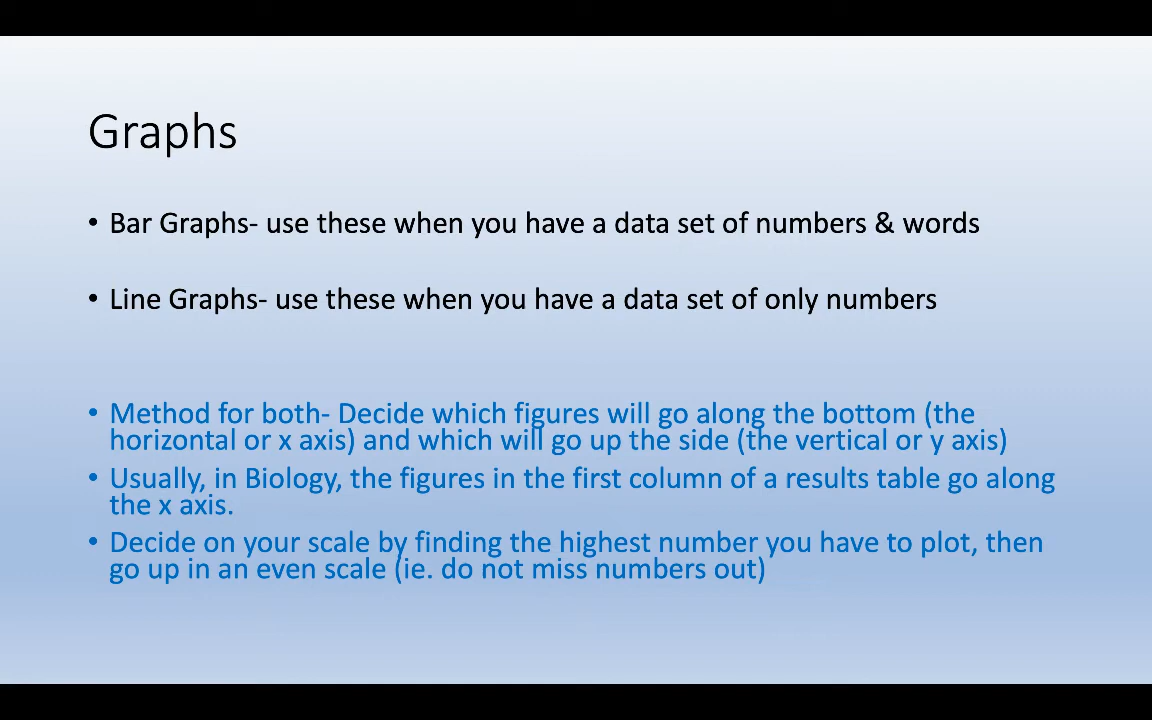 Graphs
• Bar Graphs- use these when you have a data set of numbers & words
• Line Graphs- use these when you have a data set of only numbers
• Method for both- Decide which figures will go along the bottom (the
horizontal or x axis) and which will go up the side (the vertical or y axis)
• Usually, in Biology, the figures in the first column of a results table go along
the x axis.
• Decide on your scale by finding the highest number you have to plot, then
go up in an even scale (ie. do not miss numbers out)